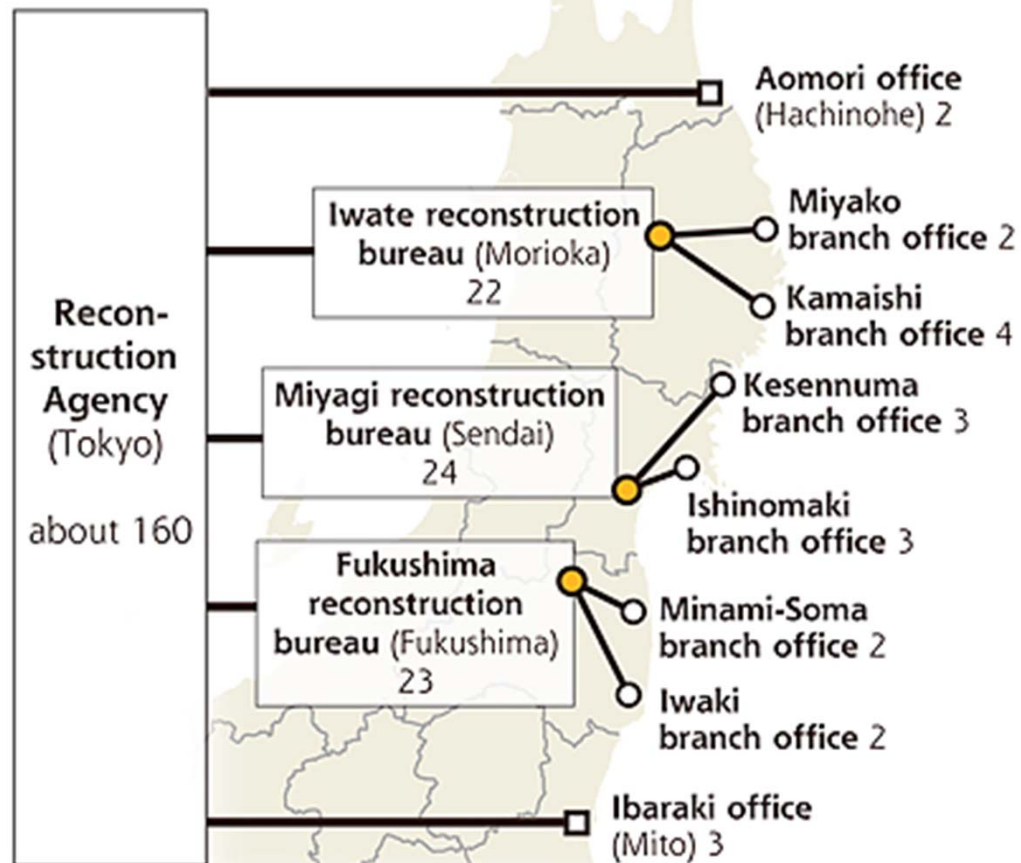 Recon-
struction
Agency
(Tokyo)
about 160
Aomori office
(Hachinohe) 2
Iwate reconstruction
bureau (Morioka)
22
Miyako
branch office 2
Kamaishi
branch office 4
Miyagi reconstruction
bureau (Sendai)
24
Kesennuma
branch office 3
Ishinomaki
branch office 3
Fukushima
reconstruction
bureau (Fukushima)
23
Minami-Soma
branch office 2
Iwaki
branch office 2
Ibaraki office
(Mito) 3